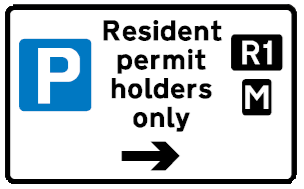 P
Resident
permit
holders
only
R1
M